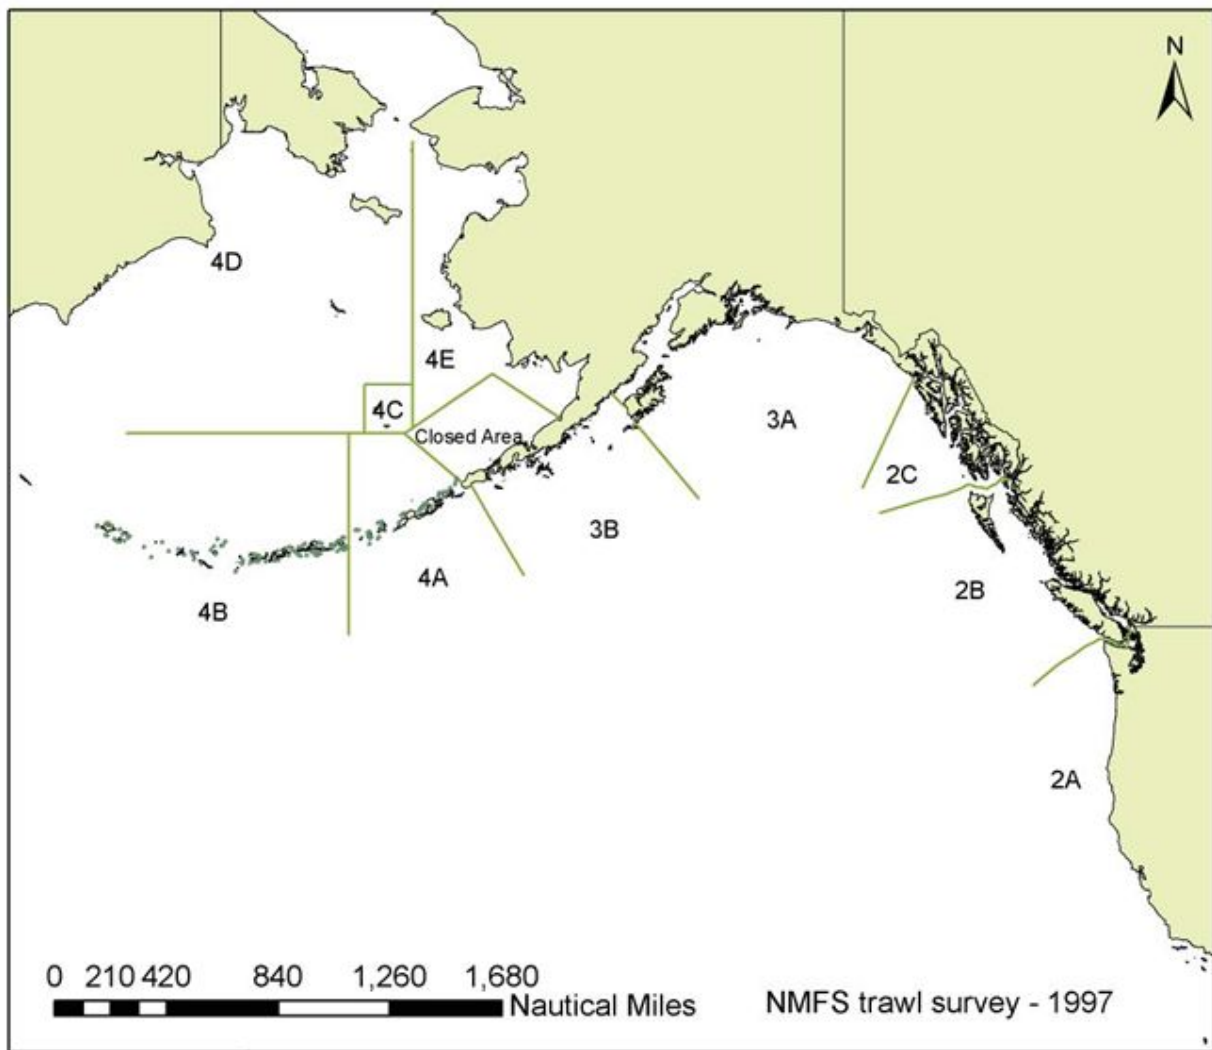 N
4D
4E
4C
Closed Area
3A
2C
3B
4A
2B
4B
2A
0 210 420 840 1,260 1,680
Nautical Miles
NMFS trawl survey - 1997